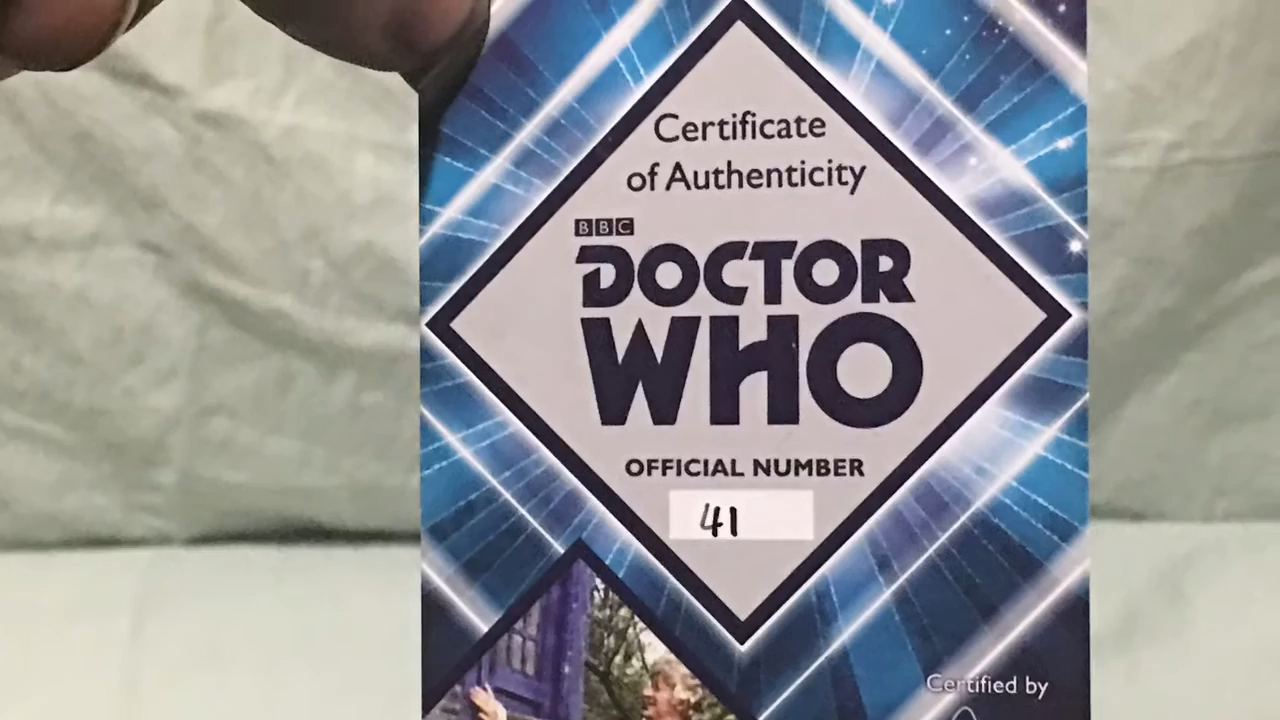 Certificate
of Authenticity
BBC
DOCTOR
WHO
OFFICIAL NUMBER
41
Certified by